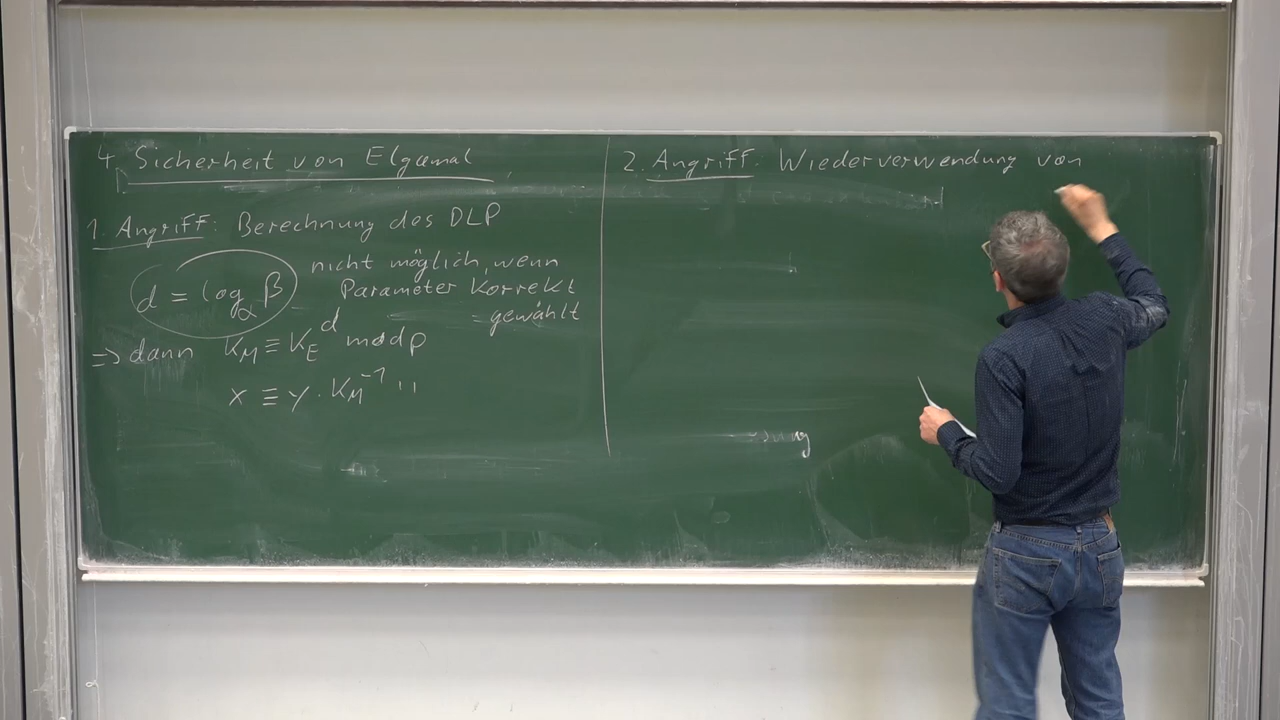 4. Sicherheit von Elgamal
1. Angriff: Berechnung des DLP
d = log_α β
nicht möglich, wenn
Parameter korrekt
gewählt
⇒ dann K_M ≡ K_E^d mod p
x ≡ y · K_M^-1 "
2. Angriff: Wiederverwendung von